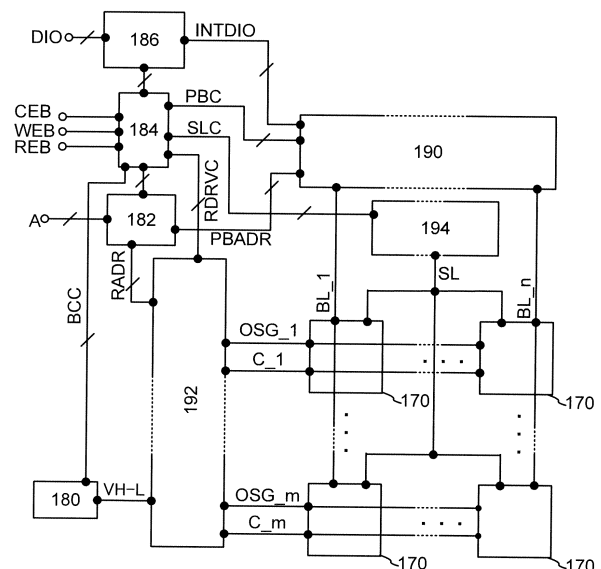 DIO
186
INTDIO
CEB
WEB
REB
184
PBC
SLC
190
A
182
RDRVC
PBADR
194
BCC
RADR
BL_1
SL
BL_n
OSG_1
C_1
170
170
192
180
VH-L
OSG_m
C_m
170
170